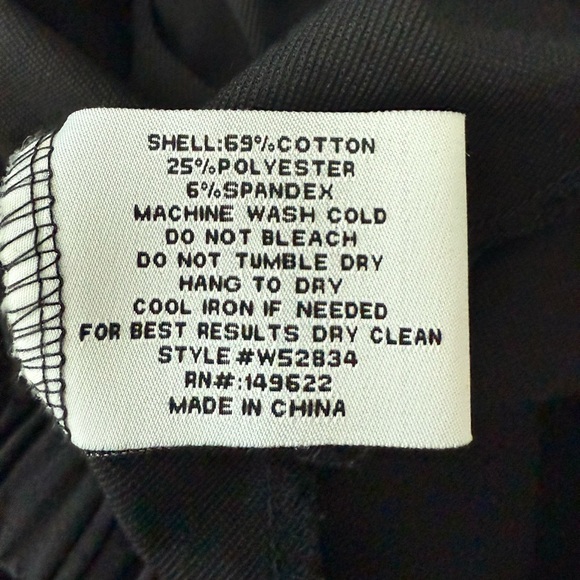 SHELL:69%COTTON
25%POLYESTER
6%SPANDEX
MACHINE WASH COLD
DO NOT BLEACH
DO NOT TUMBLE DRY
HANG TO DRY
COOL IRON IF NEEDED
FOR BEST RESULTS DRY CLEAN
STYLE #W52834
RN#:149622
MADE IN CHINA